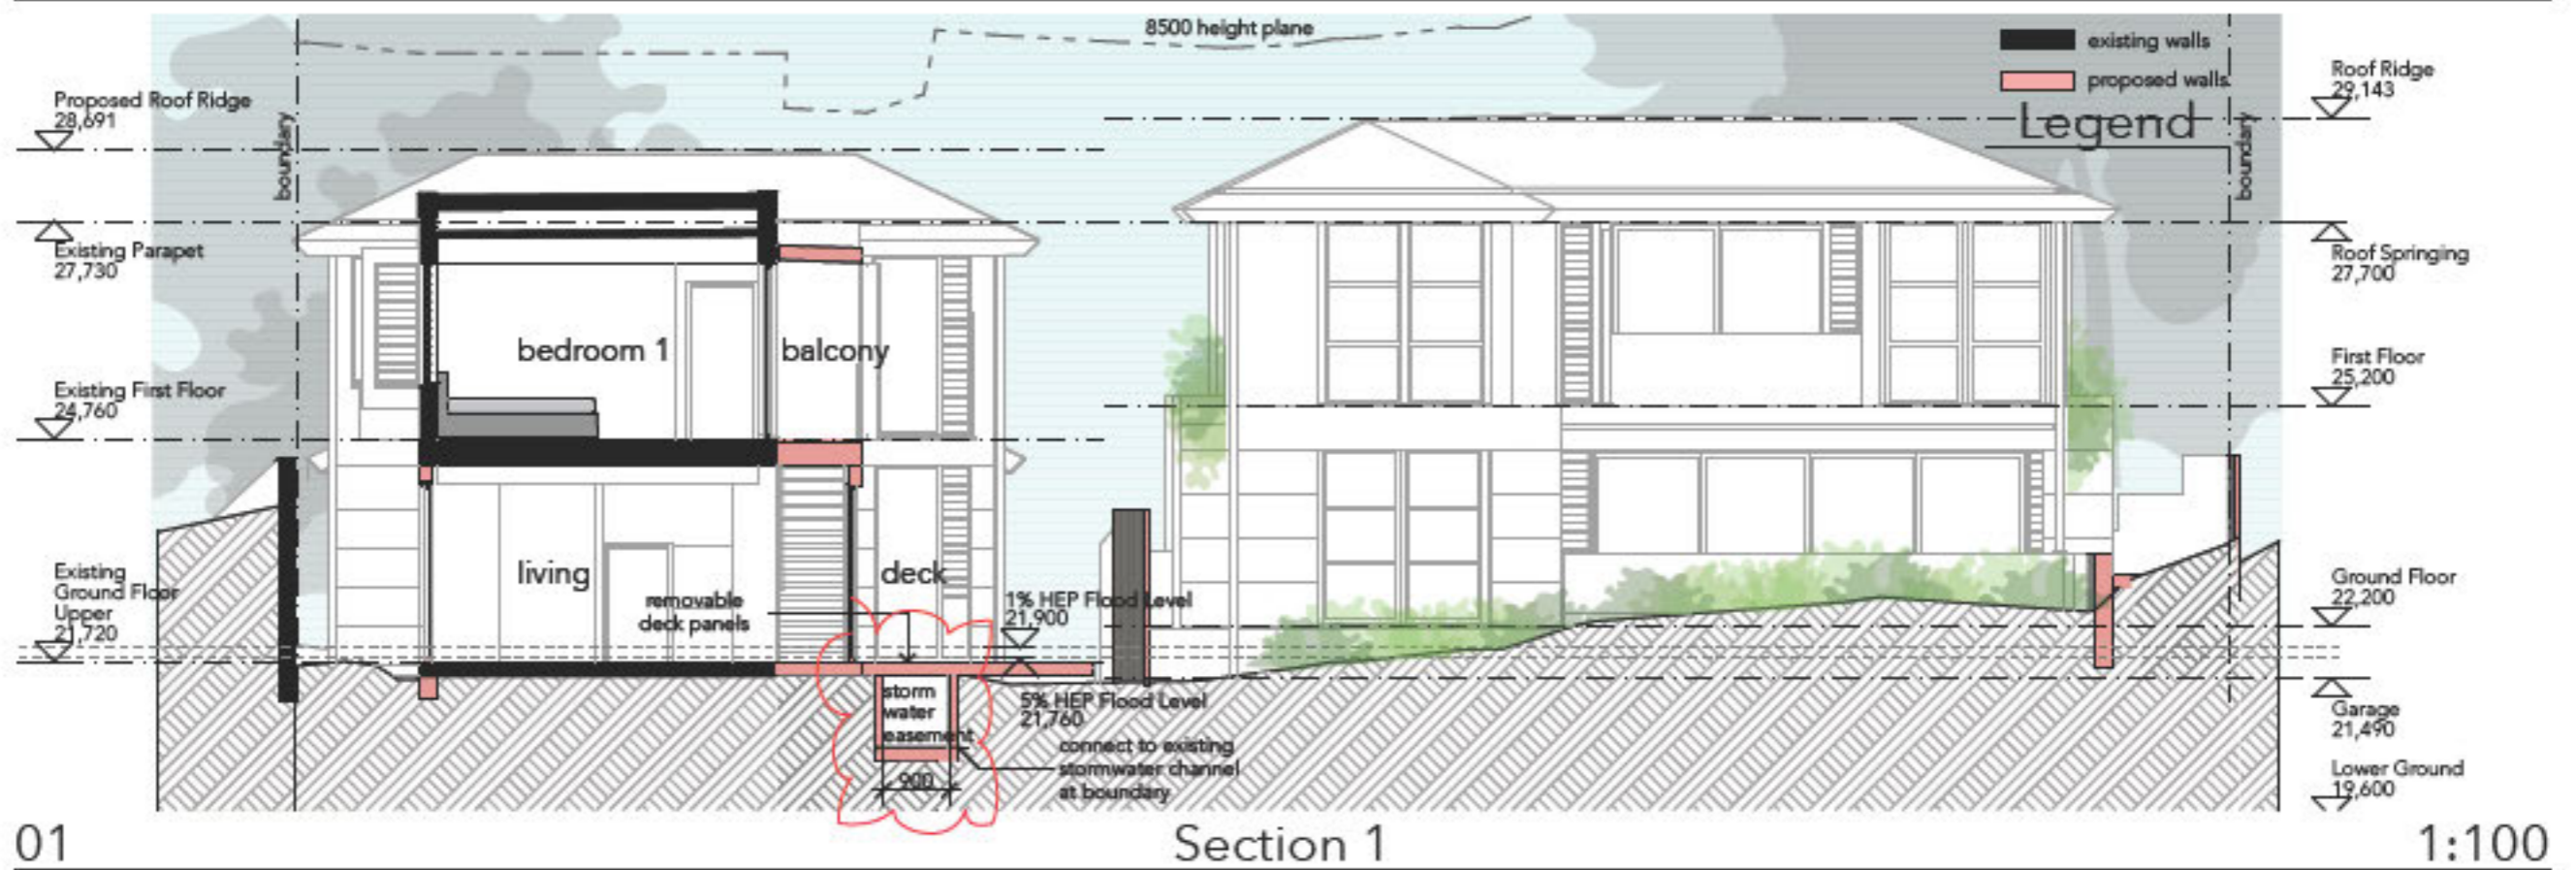 8500 height plane
existing walls
proposed walls
Legend
Proposed Roof Ridge
28,691
boundary
Existing Parapet
27,730
Existing First Floor
24,760
Existing
Ground Floor
Upper
21,720
bedroom 1
balcony
living
deck
removable
deck panels
1% HEP Flood Level
21,900
storm
water
easement
5% HEP Flood Level
21,760
connect to existing
stormwater channel
at boundary
900
boundary
Roof Ridge
29,143
Roof Springing
27,700
First Floor
25,200
Ground Floor
22,200
Garage
21,490
Lower Ground
19,600
01
Section 1
1:100